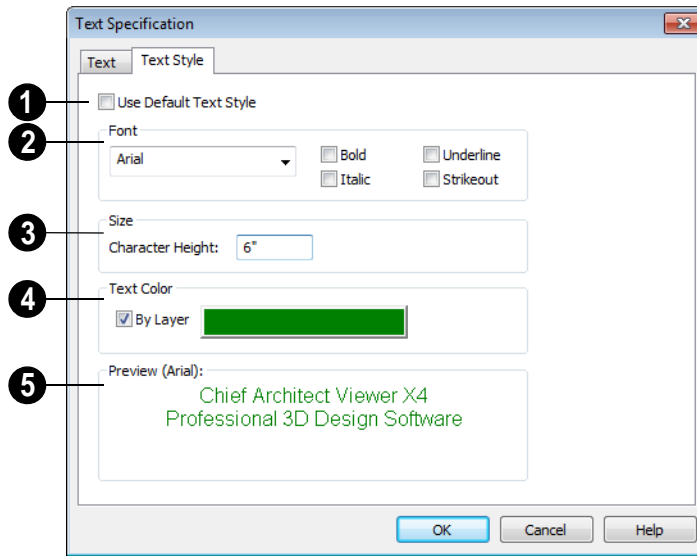 Text Specification
Text
Text Style
1
Use Default Text Style
2
Font
Arial
Bold
Underline
Italic
Strikeout
3
Size
Character Height:
6"
4
Text Color
By Layer
5
Preview (Arial):
Chief Architect Viewer X4
Professional 3D Design Software
OK
Cancel
Help